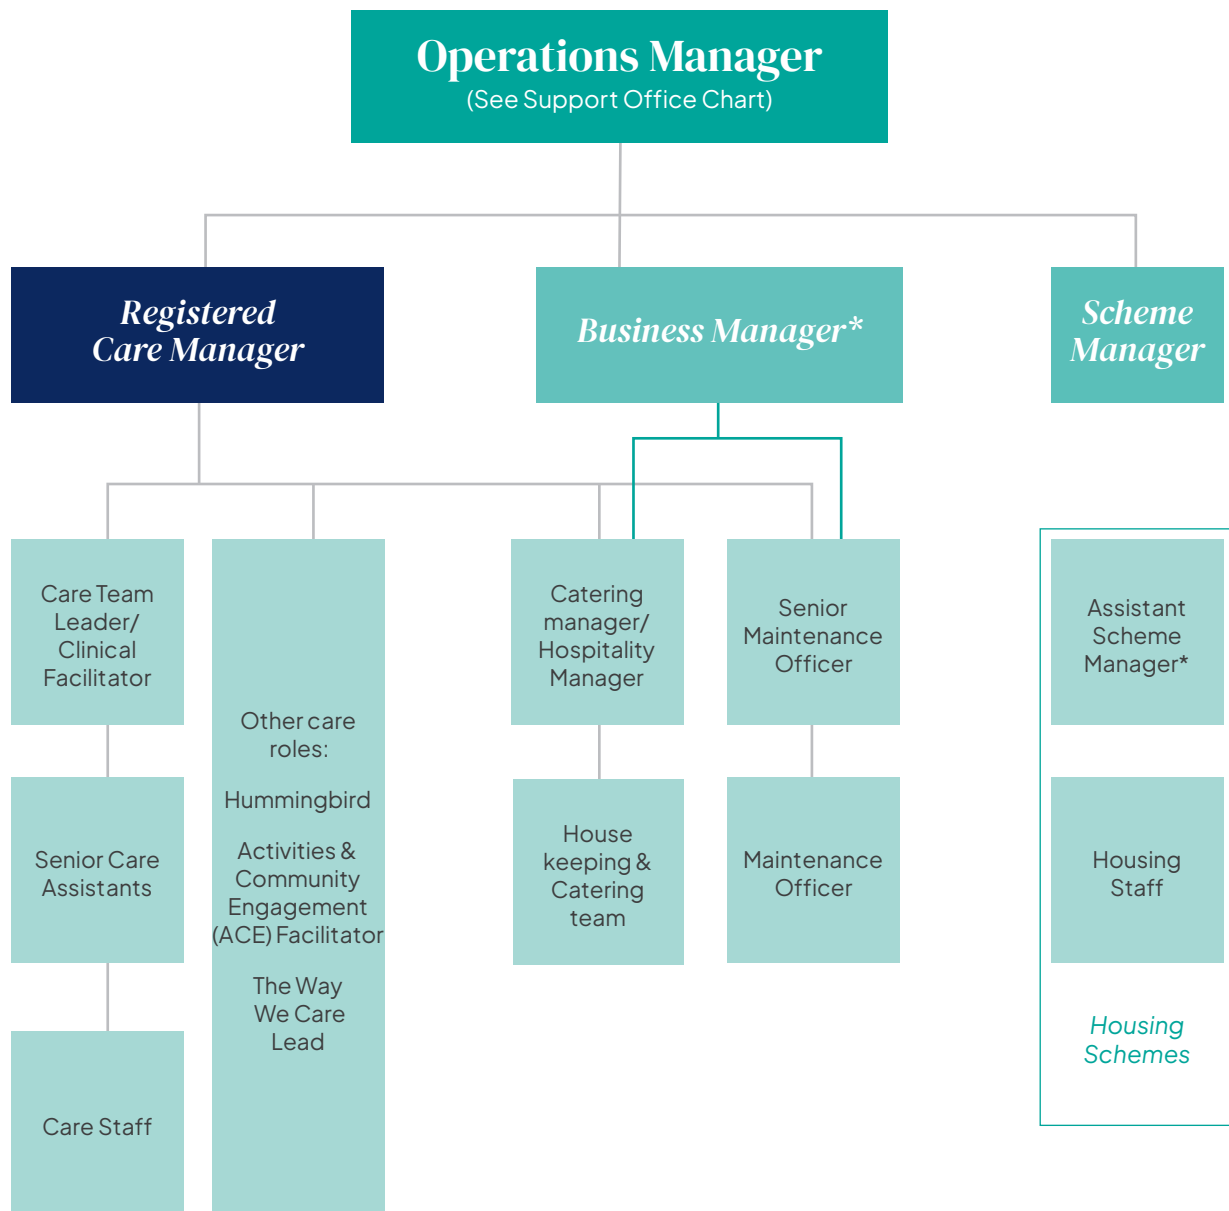 Operations Manager
(See Support Office Chart)
Registered
Care Manager
Business Manager*
Scheme
Manager
Care Team
Leader/
Clinical
Facilitator
Senior Care
Assistants
Care Staff
Other care
roles:
Hummingbird
Activities &
Community
Engagement
(ACE) Facilitator
The Way
We Care
Lead
Catering
manager/
Hospitality
Manager
House
keeping &
Catering
team
Senior
Maintenance
Officer
Maintenance
Officer
Assistant
Scheme
Manager*
Housing
Staff
Housing
Schemes